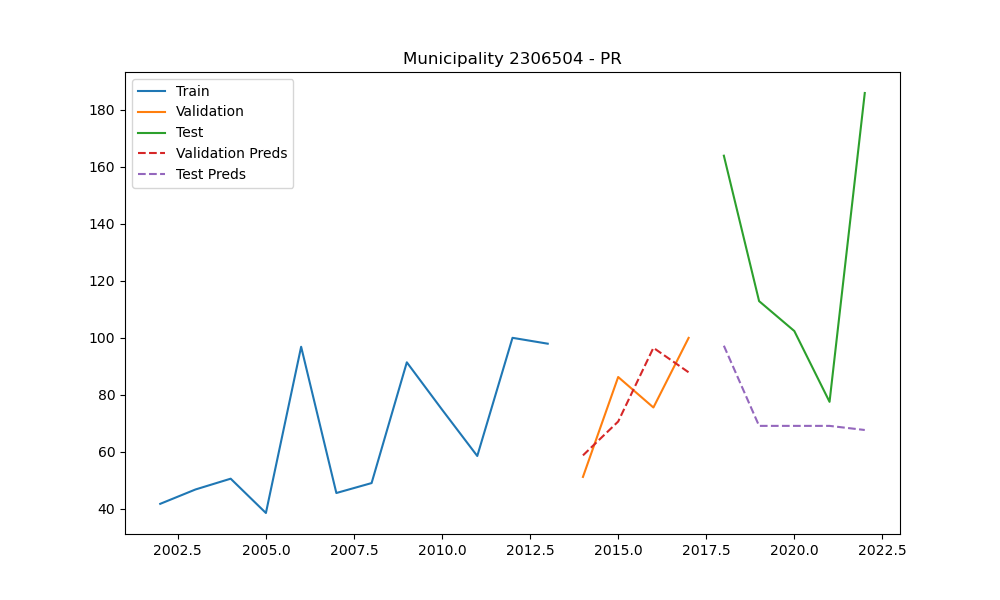 Municipality 2306504 - PR
Train
Validation
Test
Validation Preds
Test Preds
180
160
140
120
100
80
60
40
2002.5 2005.0 2007.5 2010.0 2012.5 2015.0 2017.5 2020.0 2022.5